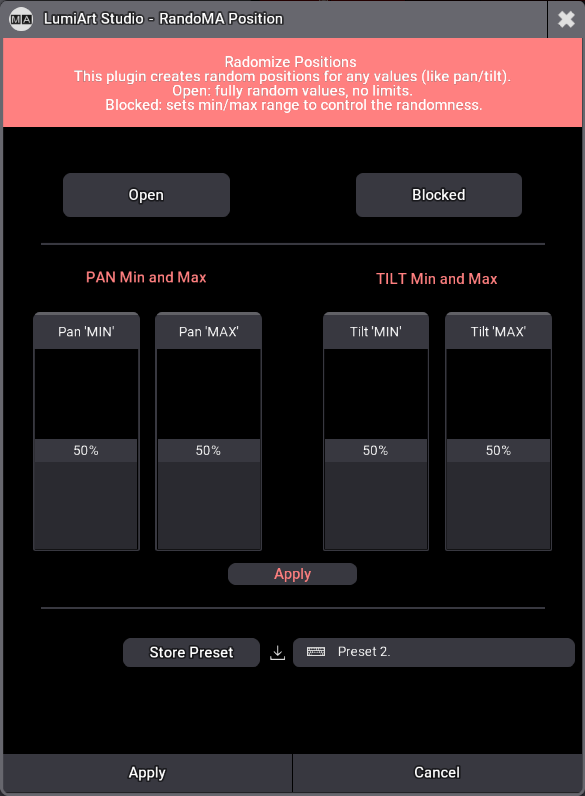 MA LumiArt Studio - RandoMA Position
Radomize Positions
This plugin creates random positions for any values (like pan/tilt).
Open: fully random values, no limits.
Blocked: sets min/max range to control the randomness.
Open Blocked
PAN Min and Max TILT Min and Max
Pan 'MIN' Pan 'MAX' Tilt 'MIN' Tilt 'MAX'
50% 50% 50% 50%
Apply
Store Preset Preset 2.
Apply Cancel